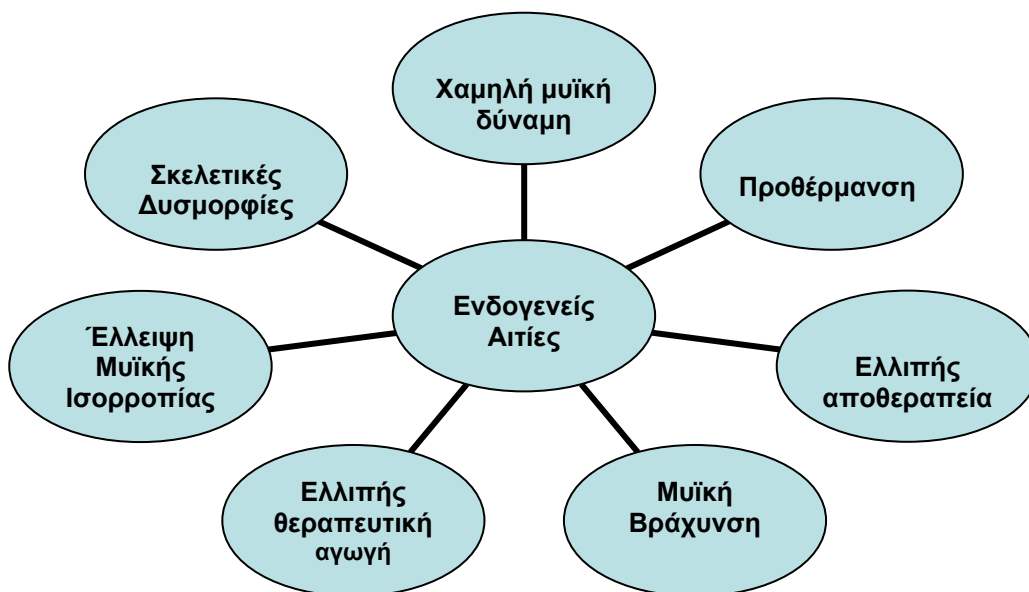 Χαμηλή μυϊκή
δύναμη
Σκελετικές
Δυσμορφίες
Προθέρμανση
Ενδογενείς
Αιτίες
Έλλειψη
Μυϊκής
Ισορροπίας
Ελλιπής
αποθεραπεία
Ελλιπής
θεραπευτική
αγωγή
Μυϊκή
Βράχυνση